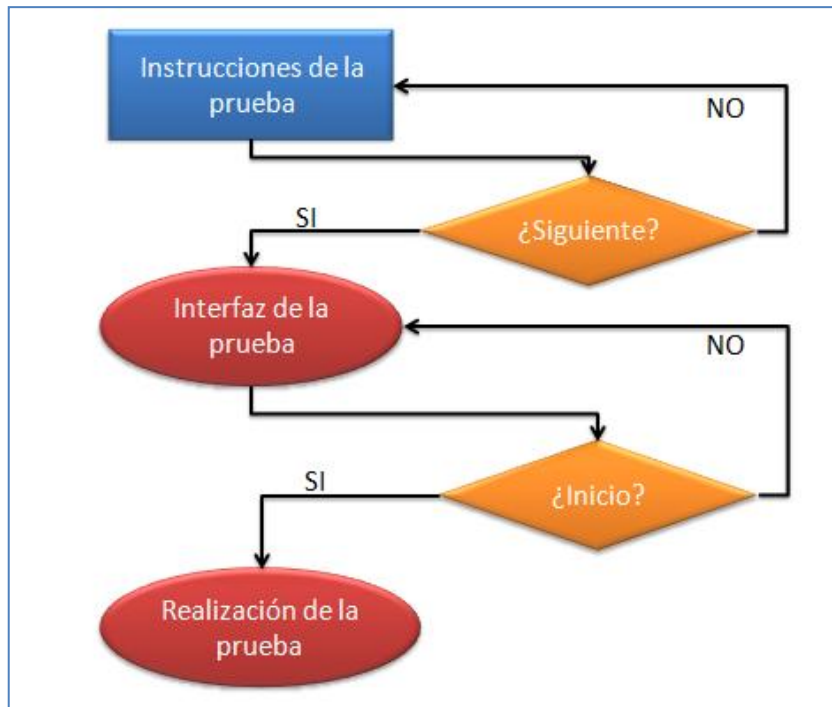 Instrucciones de la
prueba
NO
¿Siguiente?
SI
Interfaz de la
prueba
NO
¿Inicio?
SI
Realización de la
prueba